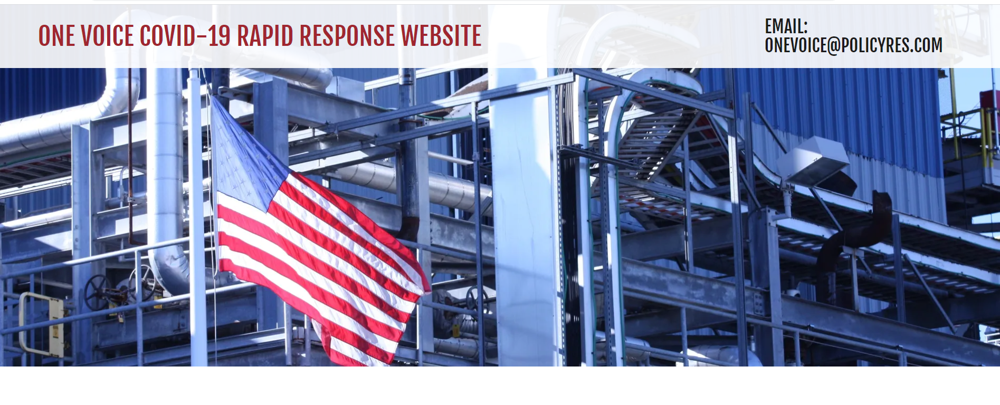 ONE VOICE COVID-19 RAPID RESPONSE WEBSITE
EMAIL:
ONEVOICE@POLICYRES.COM